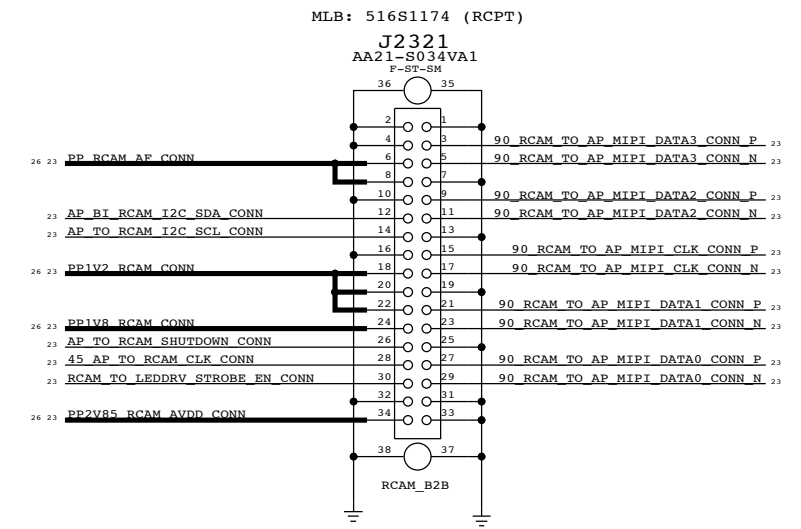 MLB: 516S1174 (RCPT)
J2321
AA21-S034VA1
F-ST-SM
36 35
2 1
4 3 90_RCAM_TO_AP_MIPI_DATA3_CONN_P 23
26 23 PP_RCAM_AF_CONN 6 5 90_RCAM_TO_AP_MIPI_DATA3_CONN_N 23
8 7
10 9 90_RCAM_TO_AP_MIPI_DATA2_CONN_P 23
23 AP_BI_RCAM_I2C_SDA_CONN 12 11 90_RCAM_TO_AP_MIPI_DATA2_CONN_N 23
23 AP_TO_RCAM_I2C_SCL_CONN 14 13
16 15 90_RCAM_TO_AP_MIPI_CLK_CONN_P 23
26 23 PP1V2_RCAM_CONN 18 17 90_RCAM_TO_AP_MIPI_CLK_CONN_N 23
20 19
22 21 90_RCAM_TO_AP_MIPI_DATA1_CONN_P 23
26 23 PP1V8_RCAM_CONN 24 23 90_RCAM_TO_AP_MIPI_DATA1_CONN_N 23
23 AP_TO_RCAM_SHUTDOWN_CONN 26 25
23 45_AP_TO_RCAM_CLK_CONN 28 27 90_RCAM_TO_AP_MIPI_DATA0_CONN_P 23
23 RCAM_TO_LEDDRV_STROBE_EN_CONN 30 29 90_RCAM_TO_AP_MIPI_DATA0_CONN_N 23
32 31
26 23 PP2V85_RCAM_AVDD_CONN 34 33
38 37
RCAM_B2B